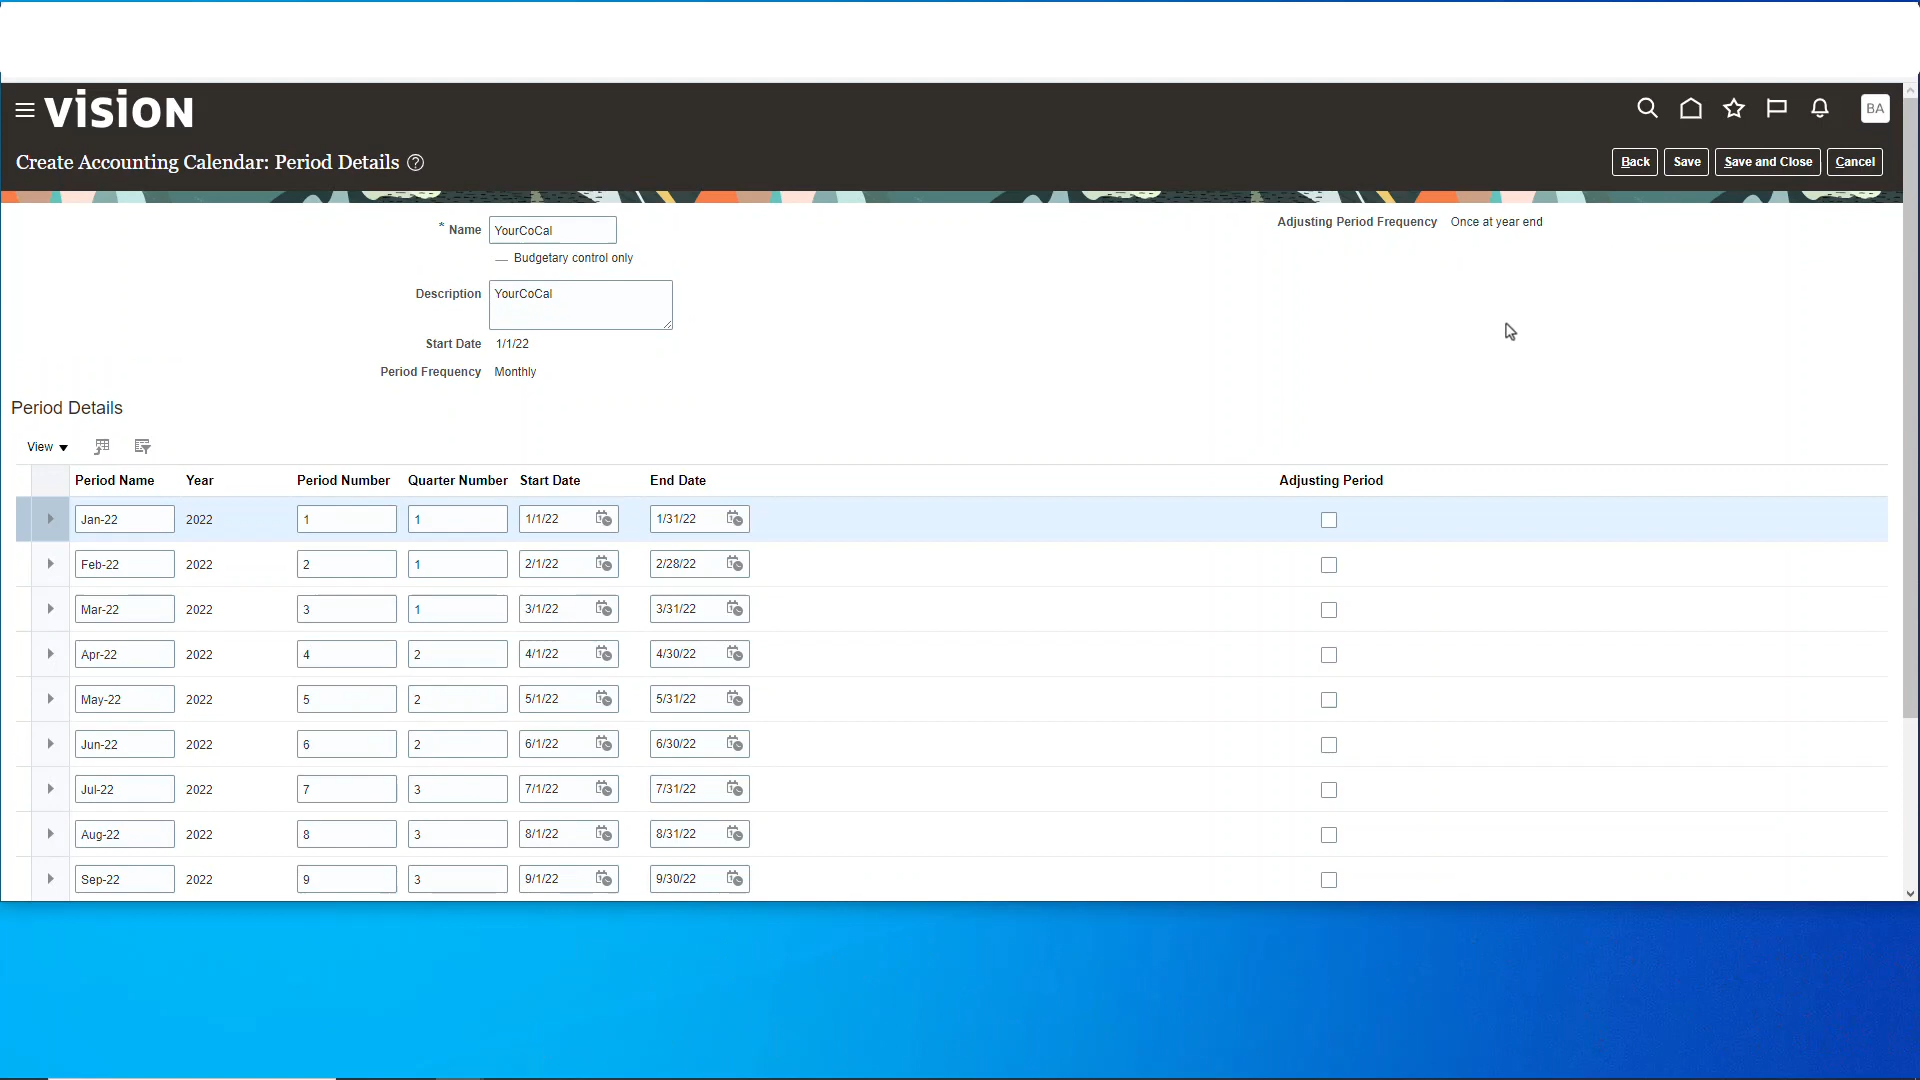 vision
BA
Create Accounting Calendar: Period Details ?
Back Save Save and Close Cancel
* Name YourCoCal
Adjusting Period Frequency Once at year end
Budgetary control only
Description YourCoCal
Start Date 1/1/22
Period Frequency Monthly
Period Details
View
Period Name Year Period Number Quarter Number Start Date End Date Adjusting Period
Jan-22 2022 1 1 1/1/22 1/31/22
Feb-22 2022 2 1 2/1/22 2/28/22
Mar-22 2022 3 1 3/1/22 3/31/22
Apr-22 2022 4 2 4/1/22 4/30/22
May-22 2022 5 2 5/1/22 5/31/22
Jun-22 2022 6 2 6/1/22 6/30/22
Jul-22 2022 7 3 7/1/22 7/31/22
Aug-22 2022 8 3 8/1/22 8/31/22
Sep-22 2022 9 3 9/1/22 9/30/22